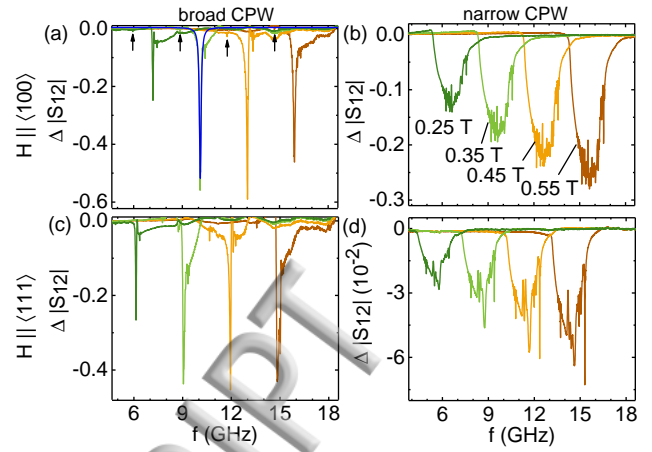 broad CPW
narrow CPW
(a)
0.0
-0.2
-0.4
-0.6
Δ |S12|
H || ⟨100⟩
(b)
0.0
-0.1
-0.2
-0.3
Δ |S12|
0.25 T
0.35 T
0.45 T
0.55 T
(c)
0.0
-0.2
-0.4
Δ |S12|
H || ⟨111⟩
6 9 12 15 18
f (GHz)
(d)
0
-3
-6
Δ |S12| (10⁻²)
6 9 12 15 18
f (GHz)
IPT